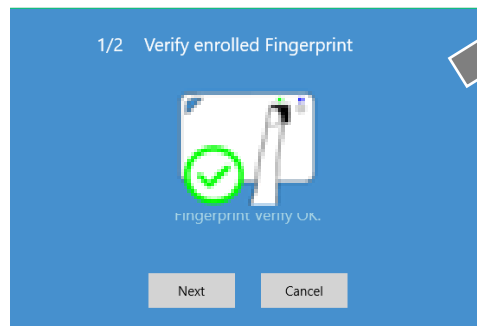 1/2 Verify enrolled Fingerprint
Fingerprint Verify OK.
Next
Cancel